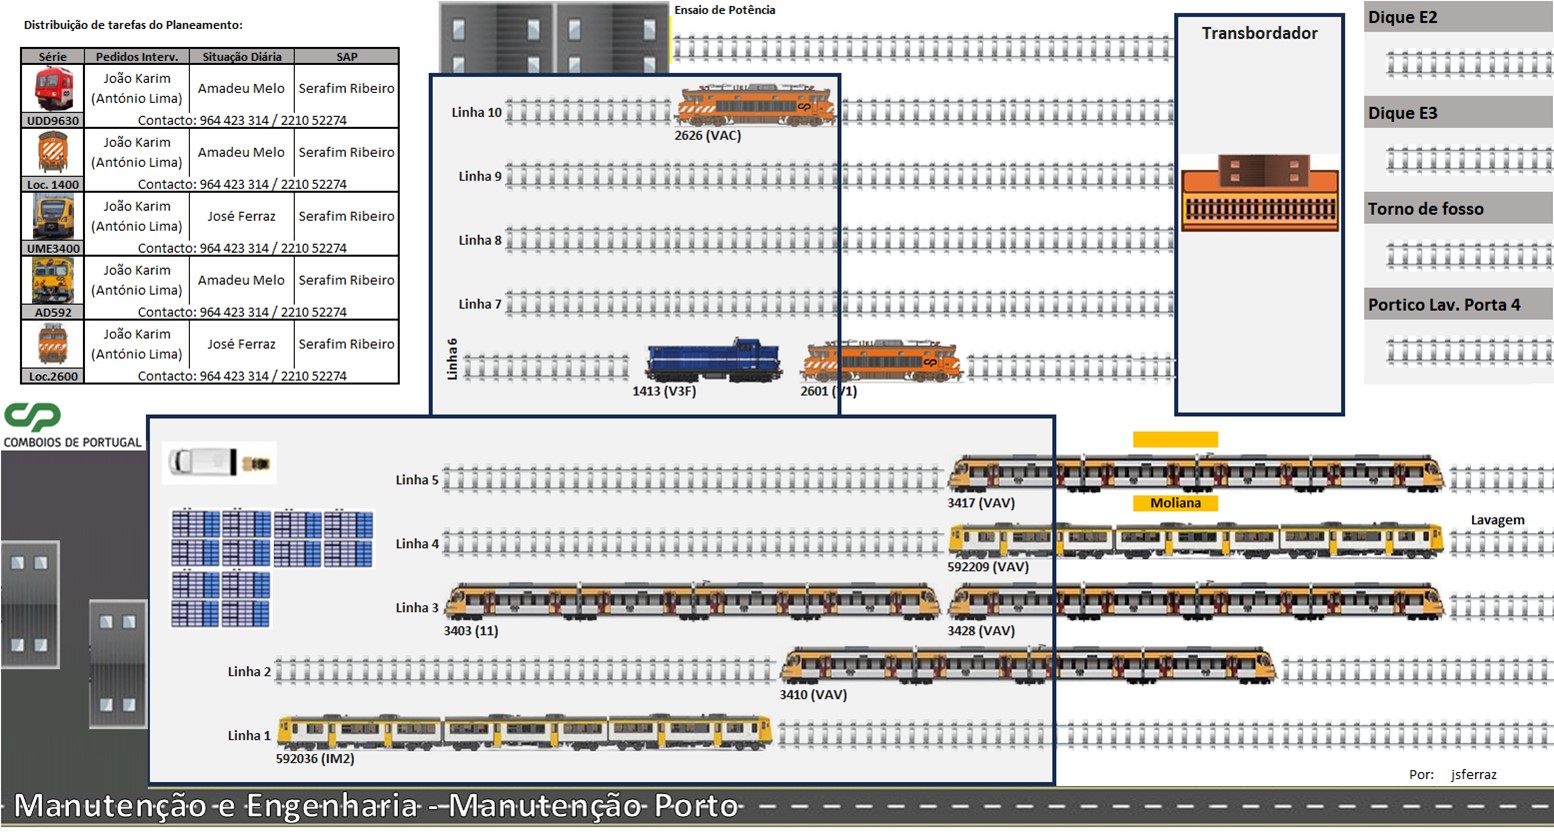 Distribuição de tarefas do Planeamento:
Série Pedidos Interv. Situação Diária SAP
João Karim
(António Lima) Amadeu Melo Serafim Ribeiro
UDD9630 Contacto: 964 423 314 / 2210 52274
João Karim
(António Lima) Amadeu Melo Serafim Ribeiro
Loc. 1400 Contacto: 964 423 314 / 2210 52274
João Karim
(António Lima) José Ferraz Serafim Ribeiro
UME3400 Contacto: 964 423 314 / 2210 52274
João Karim
(António Lima) Amadeu Melo Serafim Ribeiro
AD592 Contacto: 964 423 314 / 2210 52274
João Karim
(António Lima) José Ferraz Serafim Ribeiro
Loc.2600 Contacto: 964 423 314 / 2210 52274
CP
COMBOIOS DE PORTUGAL
Ensaio de Potência
Linha 10
2626 (VAC)
Linha 9
Linha 8
Linha 7
Linha 6
1413 (V3F)
2601 (V1)
Transbordador
Dique E2
Dique E3
Torno de fosso
Portico Lav. Porta 4
Linha 5
3417 (VAV)
Moliana
Lavagem
Linha 4
592209 (VAV)
Linha 3
3403 (11)
3428 (VAV)
Linha 2
3410 (VAV)
Linha 1
592036 (IM2)
Por: jsferraz
Manutenção e Engenharia - Manutenção Porto